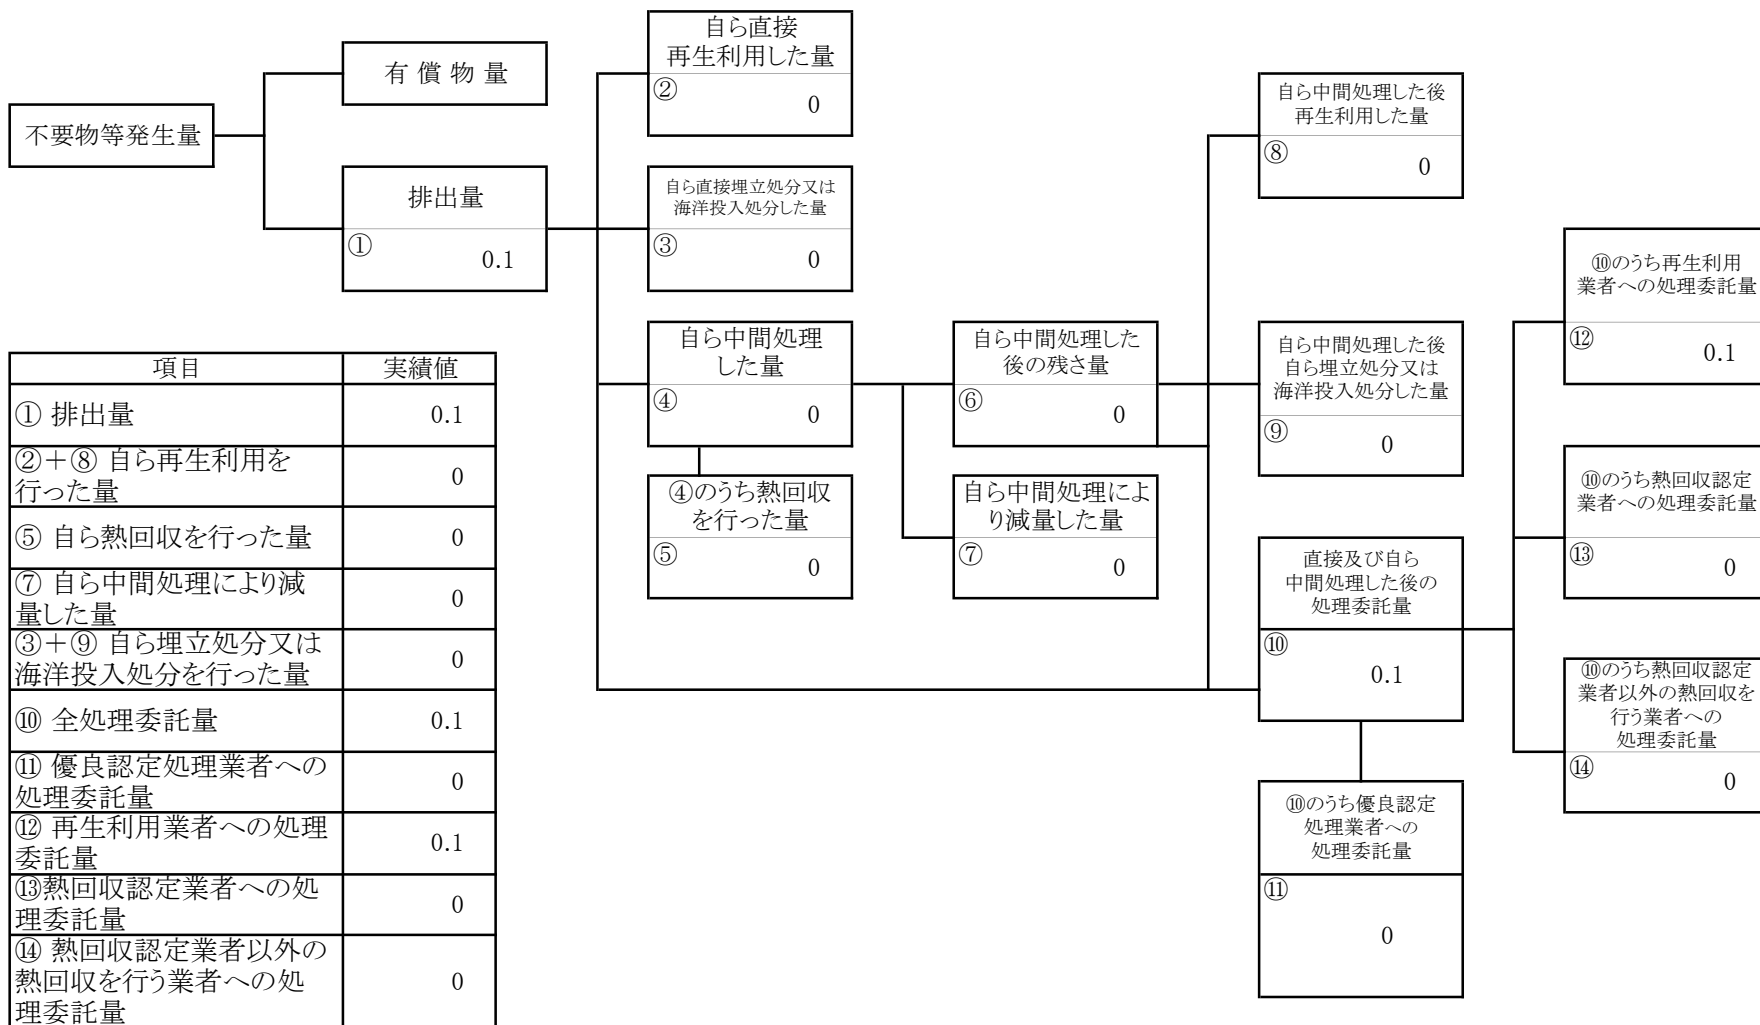 不要物等発生量
有 償 物 量
排出量
①
0.1
自ら直接
再生利用した量
②
0
自ら直接埋立処分又は
海洋投入処分した量
③
0
自ら中間処理
した量
④
0
④のうち熱回収
を行った量
⑤
0
自ら中間処理した
後の残さ量
⑥
0
自ら中間処理によ
り減量した量
⑦
0
自ら中間処理した後
再生利用した量
⑧
0
自ら中間処理した後
自ら埋立処分又は
海洋投入処分した量
⑨
0
直接及び自ら
中間処理した後の
処理委託量
⑩
0.1
⑩のうち優良認定
処理業者への
処理委託量
⑪
0
⑩のうち再生利用
業者への処理委託量
⑫
0.1
⑩のうち熱回収認定
業者への処理委託量
⑬
0
⑩のうち熱回収認定
業者以外の熱回収を
行う業者への
処理委託量
⑭
0
項目 実績値
① 排出量 0.1
②＋⑧ 自ら再生利用を
行った量 0
⑤ 自ら熱回収を行った量 0
⑦ 自ら中間処理により減
量した量 0
③＋⑨ 自ら埋立処分又は
海洋投入処分を行った量 0
⑩ 全処理委託量 0.1
⑪ 優良認定処理業者への
処理委託量 0
⑫ 再生利用業者への処理
委託量 0.1
⑬熱回収認定業者への処
理委託量 0
⑭ 熱回収認定業者以外の
熱回収を行う業者への処
理委託量 0